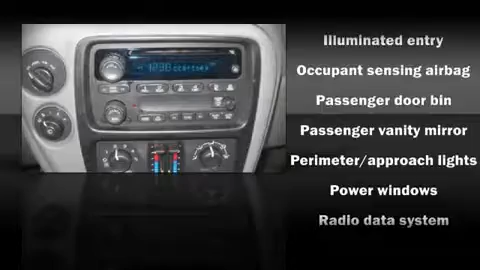 Illuminated entry
Occupant sensing airbag
Passenger door bin
Passenger vanity mirror
Perimeter/approach lights
Power windows
Radio data system